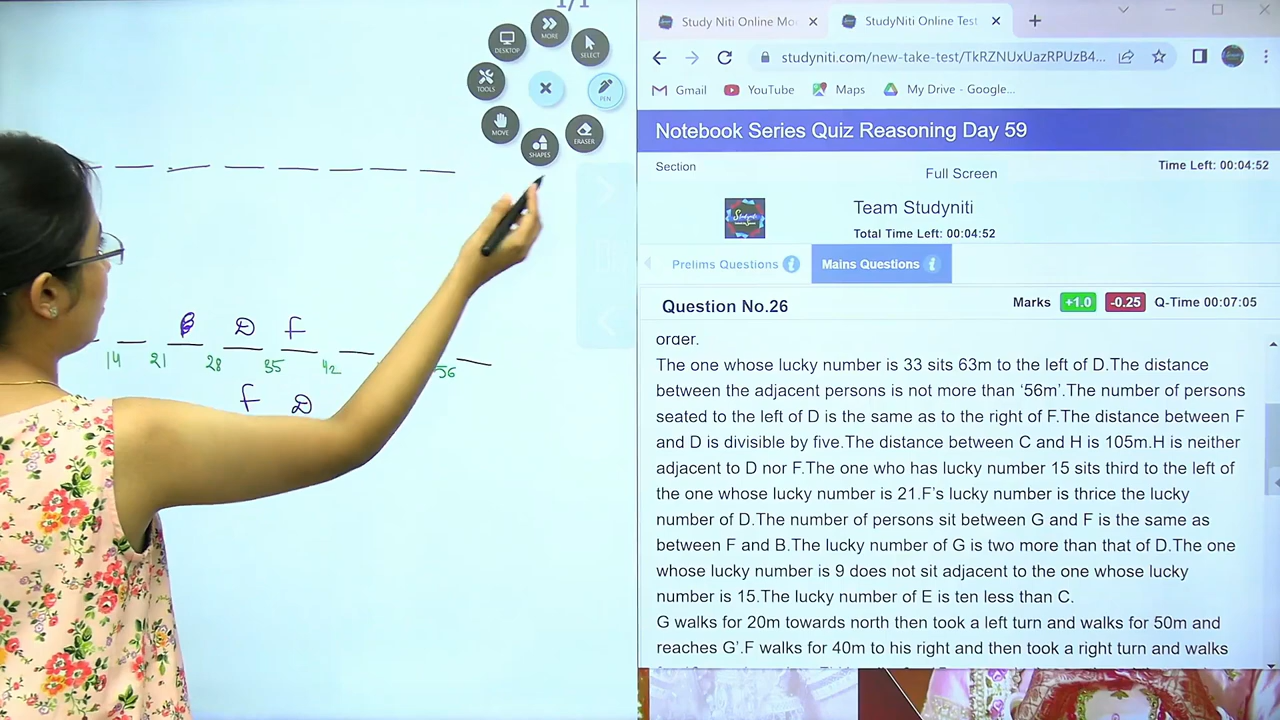 1/1
MORE
DESKTOP
SELECT
TOOLS
PEN
MOVE
ERASER
SHAPES
B D F
14 21 28 35 42 56
F D
Study Niti Online Mo
StudyNiti Online Test
studyniti.com/new-take-test/TkRZNUxUazRPUzB4...
Gmail YouTube Maps My Drive - Google...
Notebook Series Quiz Reasoning Day 59
Section
Time Left: 00:04:52
Full Screen
Team Studyniti
Total Time Left: 00:04:52
Prelims Questions i
Mains Questions i
Question No.26
Marks +1.0 -0.25 Q-Time 00:07:05
order.
The one whose lucky number is 33 sits 63m to the left of D.The distance
between the adjacent persons is not more than ‘56m’.The number of persons
seated to the left of D is the same as to the right of F.The distance between F
and D is divisible by five.The distance between C and H is 105m.H is neither
adjacent to D nor F.The one who has lucky number 15 sits third to the left of
the one whose lucky number is 21.F’s lucky number is thrice the lucky
number of D.The number of persons sit between G and F is the same as
between F and B.The lucky number of G is two more than that of D.The one
whose lucky number is 9 does not sit adjacent to the one whose lucky
number is 15.The lucky number of E is ten less than C.
G walks for 20m towards north then took a left turn and walks for 50m and
reaches G’.F walks for 40m to his right and then took a right turn and walks